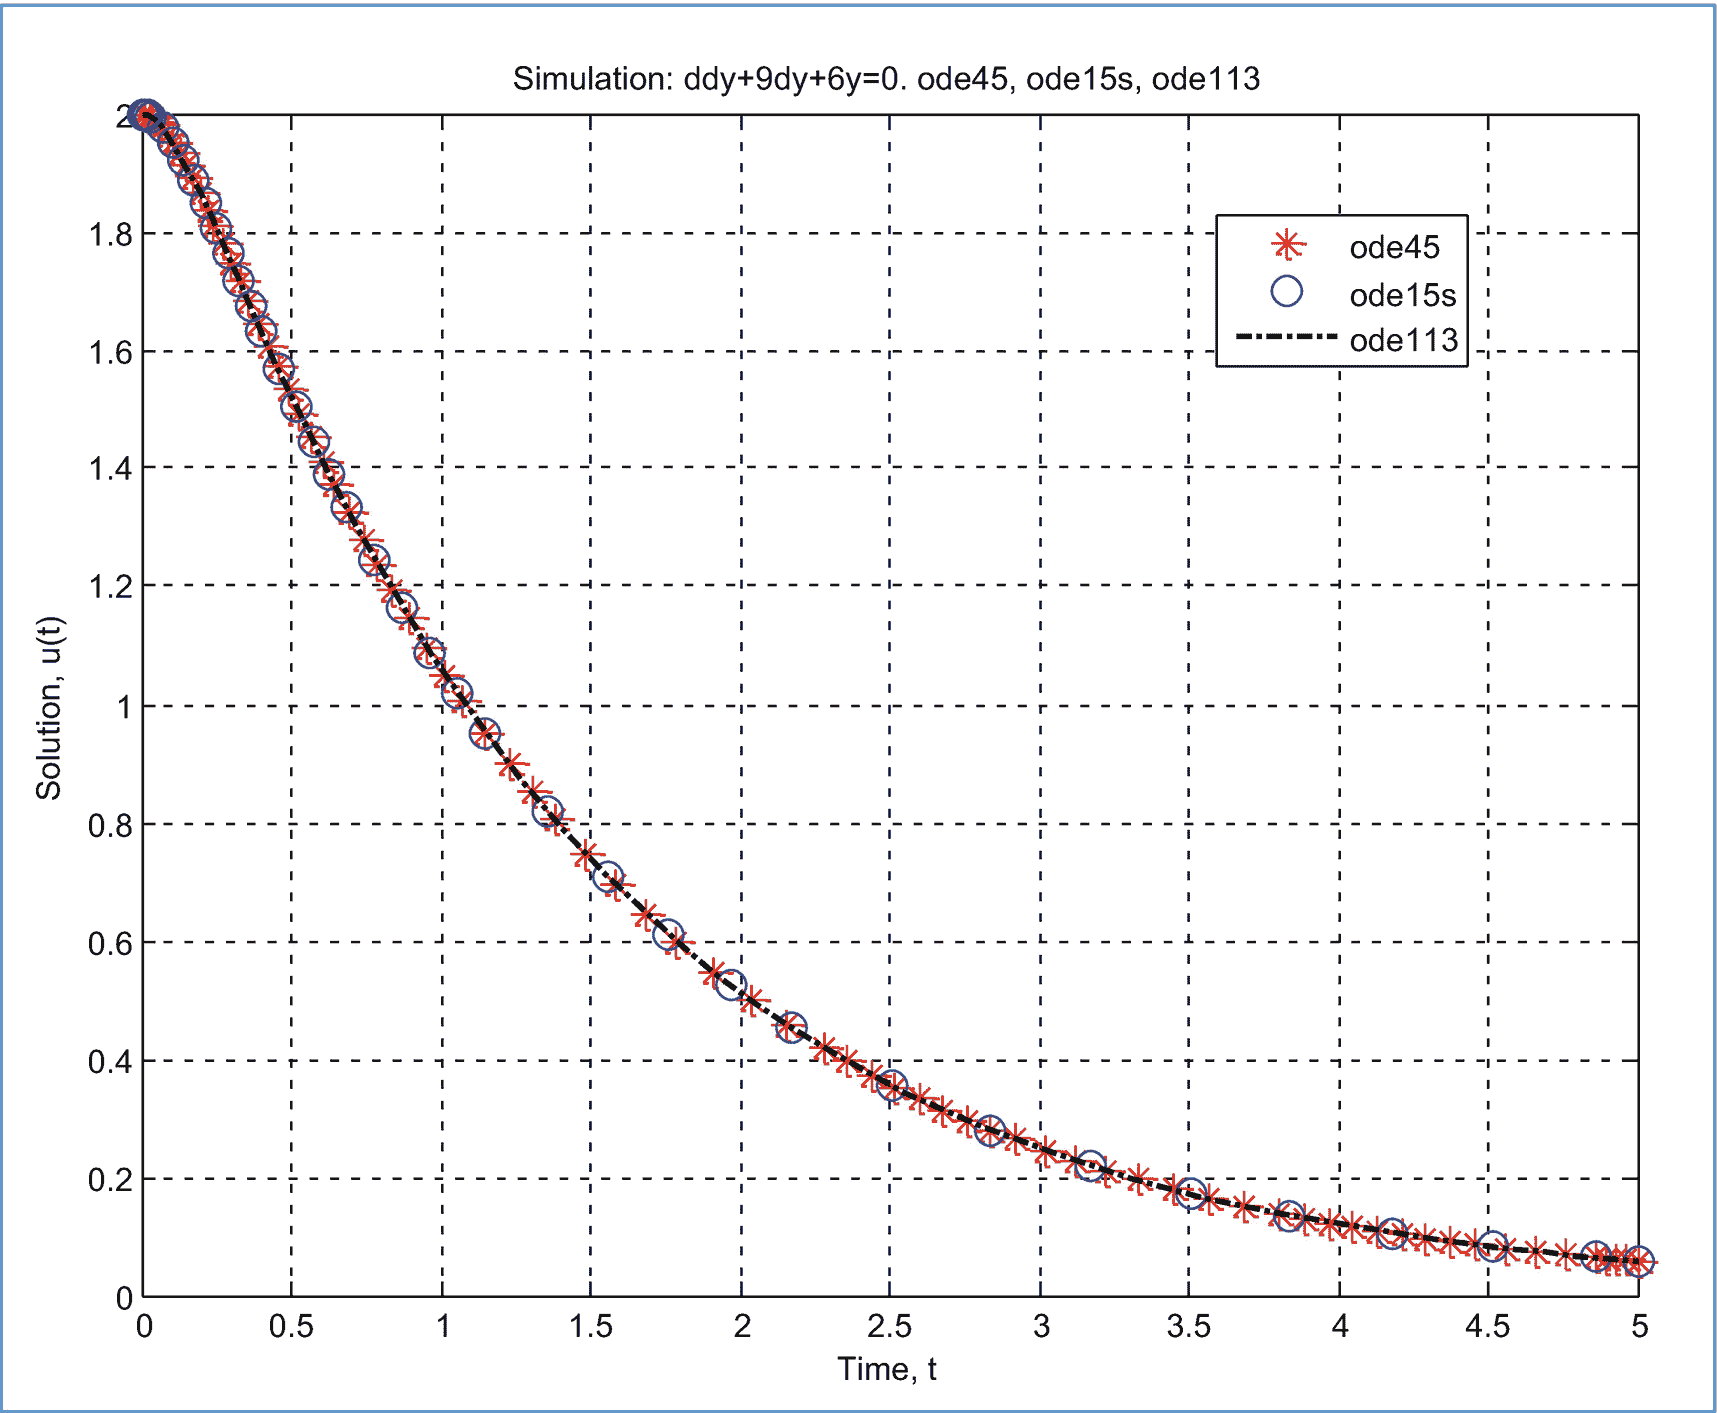 Simulation: ddy+9dy+6y=0. ode45, ode15s, ode113
2
1.8
1.6
1.4
1.2
1
0.8
0.6
0.4
0.2
0
Solution, u(t)
ode45
ode15s
ode113
0 0.5 1 1.5 2 2.5 3 3.5 4 4.5 5
Time, t